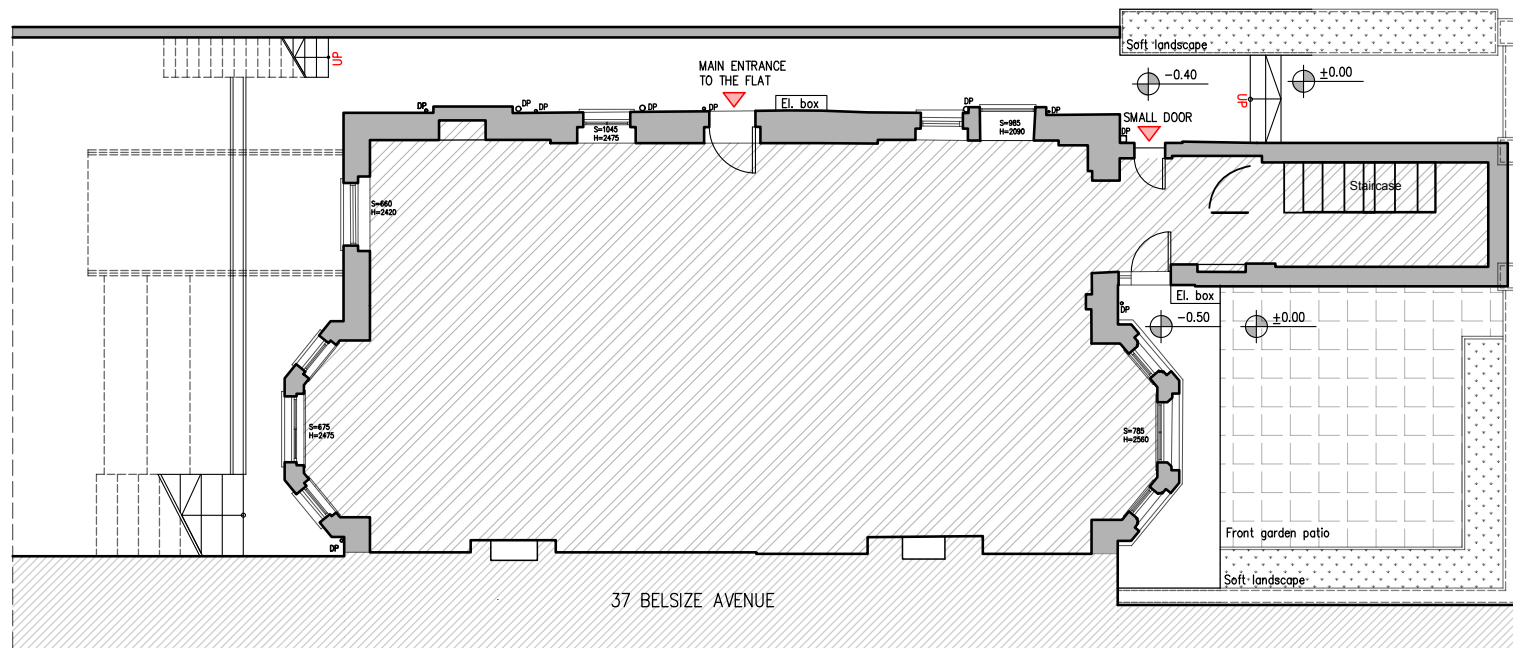 Soft landscape
UP
MAIN ENTRANCE
TO THE FLAT
-0.40
±0.00
UP
El. box
DP
DP
DP
DP
DP
DP
DP
SMALL DOOR
S=1045
H=2475
S=985
H=2090
Staircase
S=660
H=2420
El. box
DP
-0.50
±0.00
S=675
H=2475
S=785
H=2560
Front garden patio
DP
Soft landscape
37 BELSIZE AVENUE